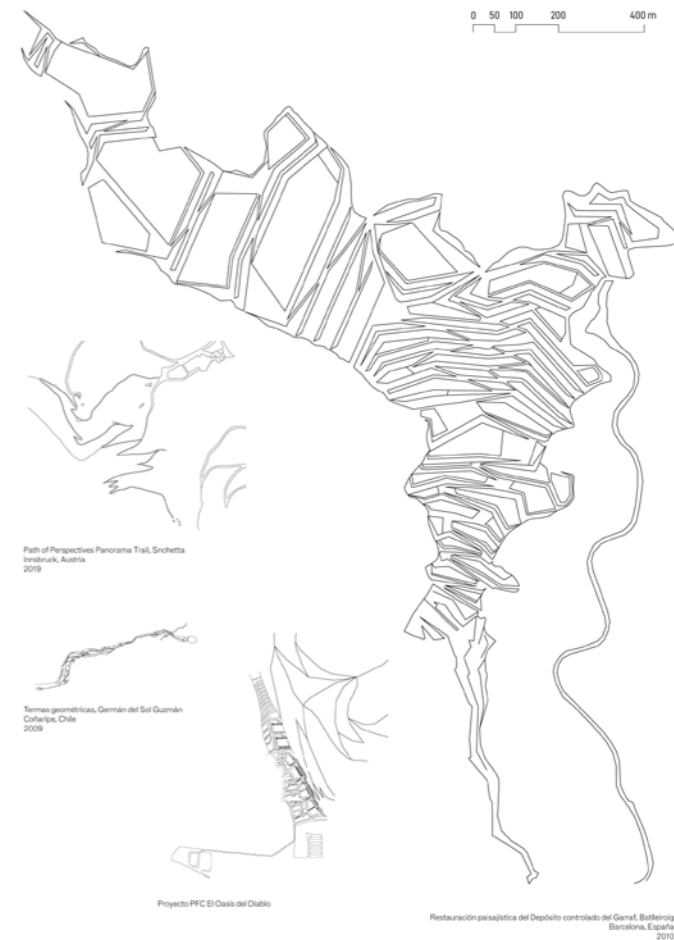 0 50 100 200 400 m
Path of Perspectives Panorama Trail, Snohetta
Innsbruck, Austria
2019
Termas geométricas, Germán del Sol Guzmán
Coñaripe, Chile
2009
Proyecto PFC El Oasis del Diablo
Restauración paisajística del Depósito controlado del Garraf, Batlleiroig
Barcelona, España
2010